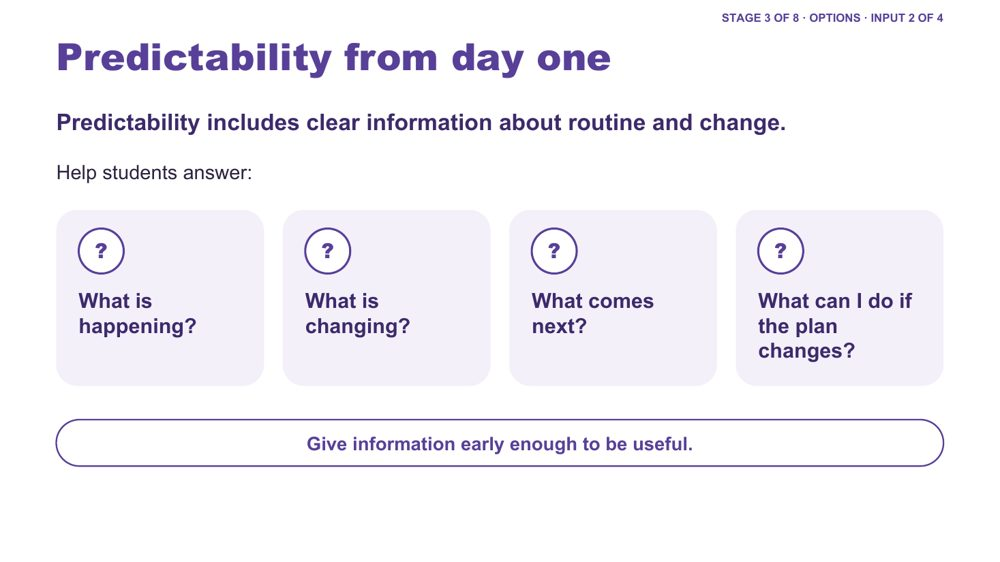 STAGE 3 OF 8 · OPTIONS · INPUT 2 OF 4
Predictability from day one
Predictability includes clear information about routine and change.
Help students answer:
?
What is
happening?
?
What is
changing?
?
What comes
next?
?
What can I do if
the plan
changes?
Give information early enough to be useful.